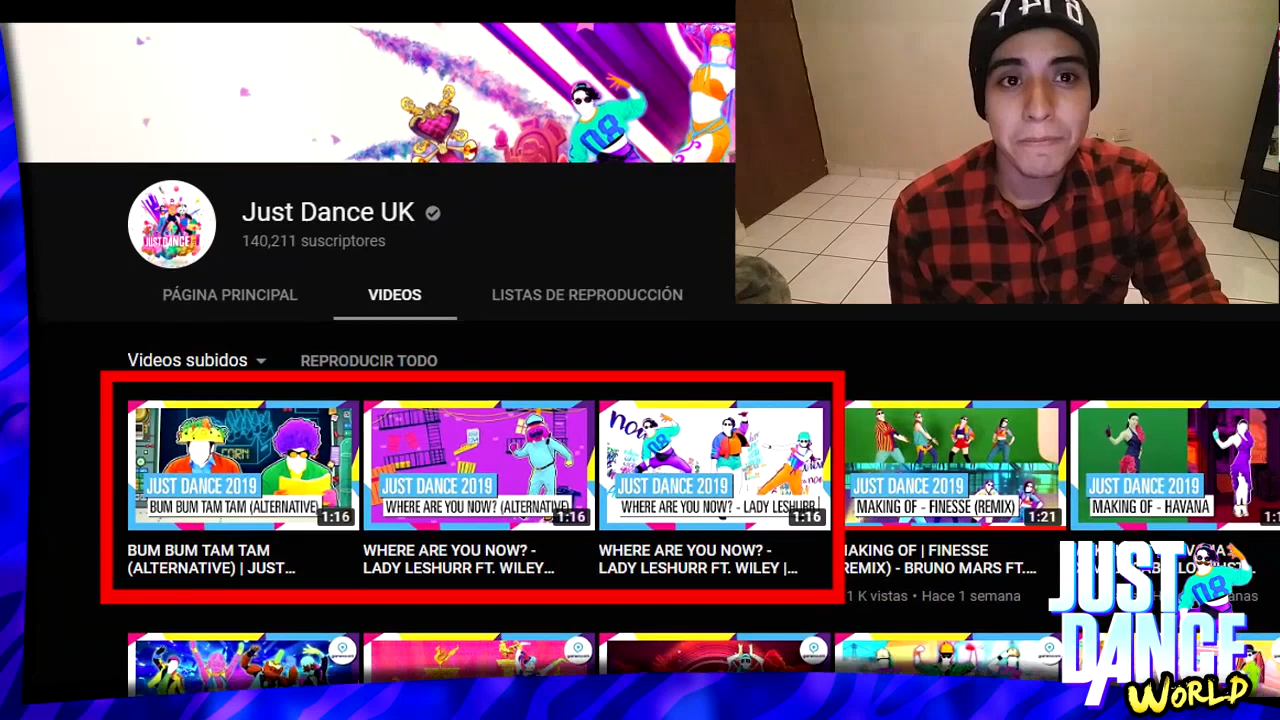 Just Dance UK
140,211 suscriptores
PÁGINA PRINCIPAL
VIDEOS
LISTAS DE REPRODUCCIÓN
Videos subidos
REPRODUCIR TODO
JUST DANCE 2019
BUM BUM TAM TAM (ALTERNATIVE)
1:16
BUM BUM TAM TAM
(ALTERNATIVE) | JUST...
JUST DANCE 2019
WHERE ARE YOU NOW? (ALTERNATIVE)
1:16
WHERE ARE YOU NOW? -
LADY LESHURR FT. WILEY...
JUST DANCE 2019
WHERE ARE YOU NOW? - LADY LESHURR
1:16
WHERE ARE YOU NOW? -
LADY LESHURR FT. WILEY |...
JUST DANCE 2019
MAKING OF - FINESSE (REMIX)
1:21
MAKING OF | FINESSE
(REMIX) - BRUNO MARS FT....
1 K vistas • Hace 1 semana
JUST DANCE 2019
MAKING OF - HAVANA
JUST
DANCE
WORLD